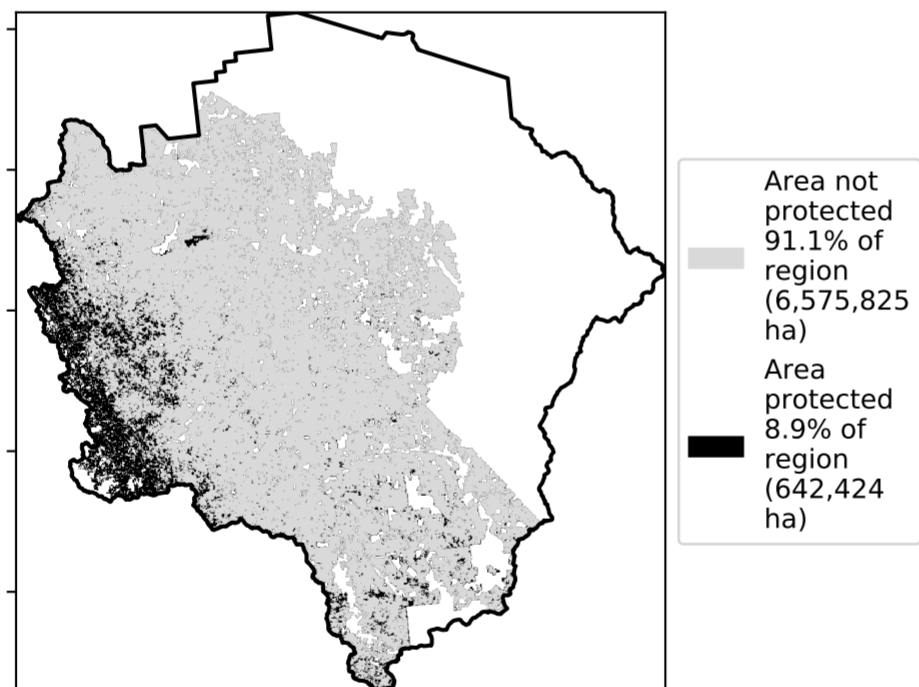 Area not
protected
91.1% of
region
(6,575,825
ha)
Area
protected
8.9% of
region
(642,424
ha)